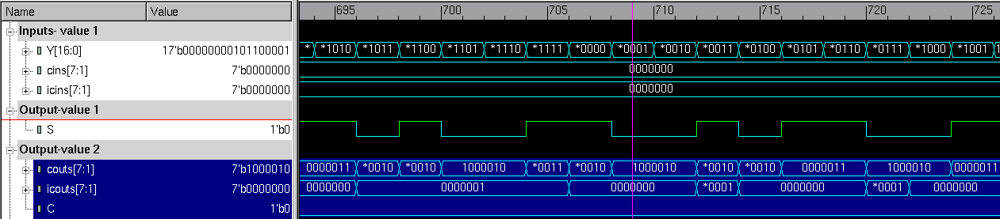 Name Value 695 700 705 710 715 720 725
Inputs- value 1
Y[16:0] 17'b00000000101100001 * *1010 *1011 *1100 *1101 *1110 *1111 *0000 *0001 *0010 *0011 *0100 *0101 *0110 *0111 *1000 *1001 1
cins[7:1] 7'b0000000 0000000
icins[7:1] 7'b0000000 0000000
Output-value 1
S 1'b0
Output-value 2
couts[7:1] 7'b1000010 0000011 *0010 *0010 1000010 *0011 *0010 1000010 *0010 *0010 0000011 1000010 0000011
icouts[7:1] 7'b0000000 0000000 0000001 0000000 *0001 0000000 *0001 0000000
C 1'b0